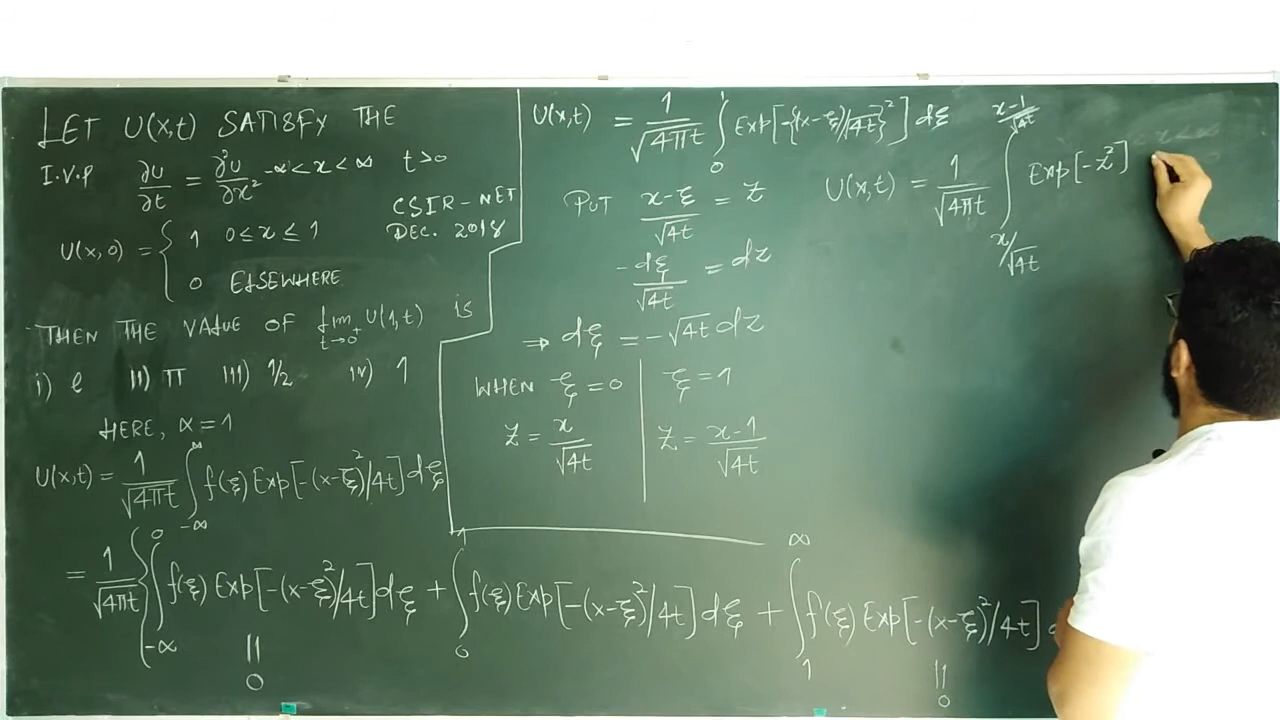 LET U(x,t) SATISFY THE
I.V.P ∂u/∂t = ∂²u/∂x² -∞<x<∞ t>0
CSIR-NET
DEC. 2018
U(x,0) = { 1 0≤x≤1
0 ELSEWHERE
THEN THE VALUE OF lim t→0⁺ U(1,t) is
i) e ii) π iii) 1/2 iv) 1
HERE, α=1
U(x,t) = 1/√4πt ∫_{-∞}^{∞} f(ξ) Exp[-(x-ξ)²/4t] dξ
= 1/√4πt { ∫_{-∞}^{0} f(ξ) Exp[-(x-ξ)²/4t] dξ + ∫_{0}^{1} f(ξ) Exp[-(x-ξ)²/4t] dξ + ∫_{1}^{∞} f(ξ) Exp[-(x-ξ)²/4t] d
|| ||
0 0
U(x,t) = 1/√4πt ∫_{0}^{1} Exp[-{(x-ξ)/√4t}²] dξ
PUT (x-ξ)/√4t = z
-dξ/√4t = dz
⇒ dξ = -√4t dz
WHEN ξ=0 | ξ=1
z = x/√4t | z = (x-1)/√4t
U(x,t) = 1/√4πt ∫_{x/√4t}^{(x-1)/√4t} Exp[-z²]